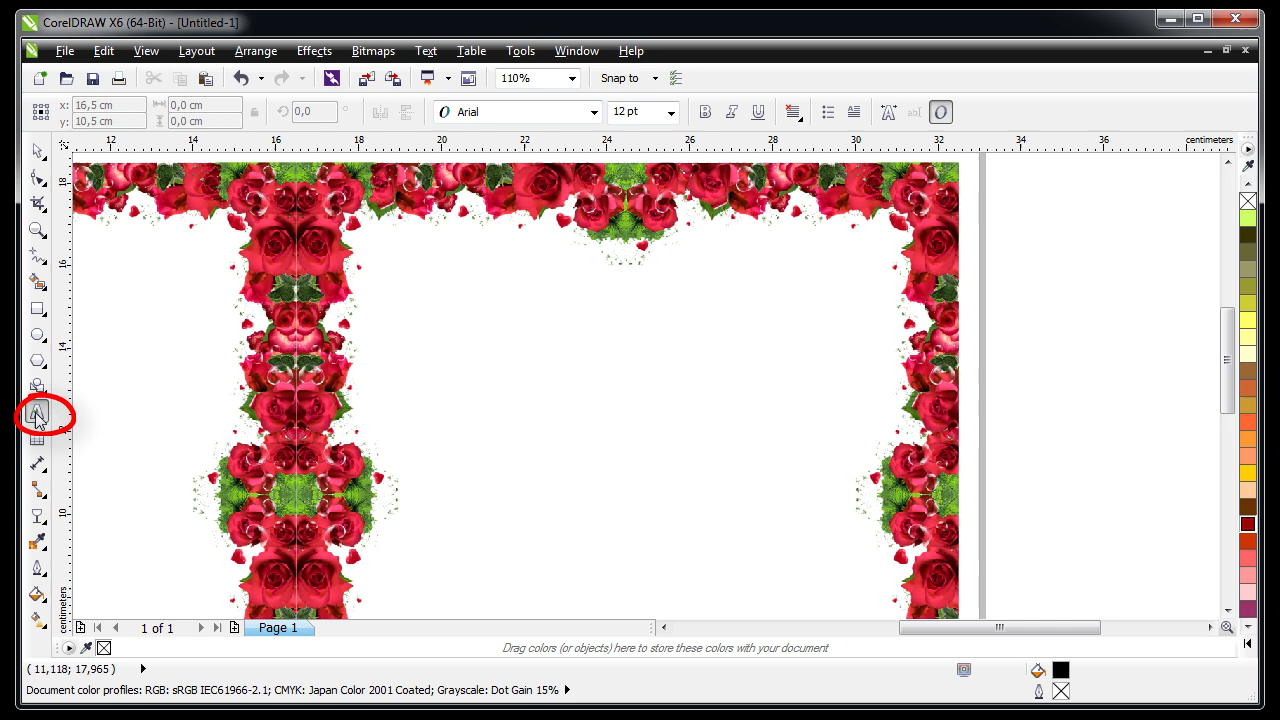 CorelDRAW X6 (64-Bit) - [Untitled-1]
File Edit View Layout Arrange Effects Bitmaps Text Table Tools Window Help
110% Snap to
x: 16,5 cm 0,0 cm 0,0 ° Arial 12 pt B I U abI O
y: 10,5 cm 0,0 cm
12 14 16 18 20 22 24 26 28 30 32 34 36 centimeters
18
16
14
10
centimeters
1 of 1 Page 1
Drag colors (or objects) here to store these colors with your document
( 11,118; 17,965 )
Document color profiles: RGB: sRGB IEC61966-2.1; CMYK: Japan Color 2001 Coated; Grayscale: Dot Gain 15%